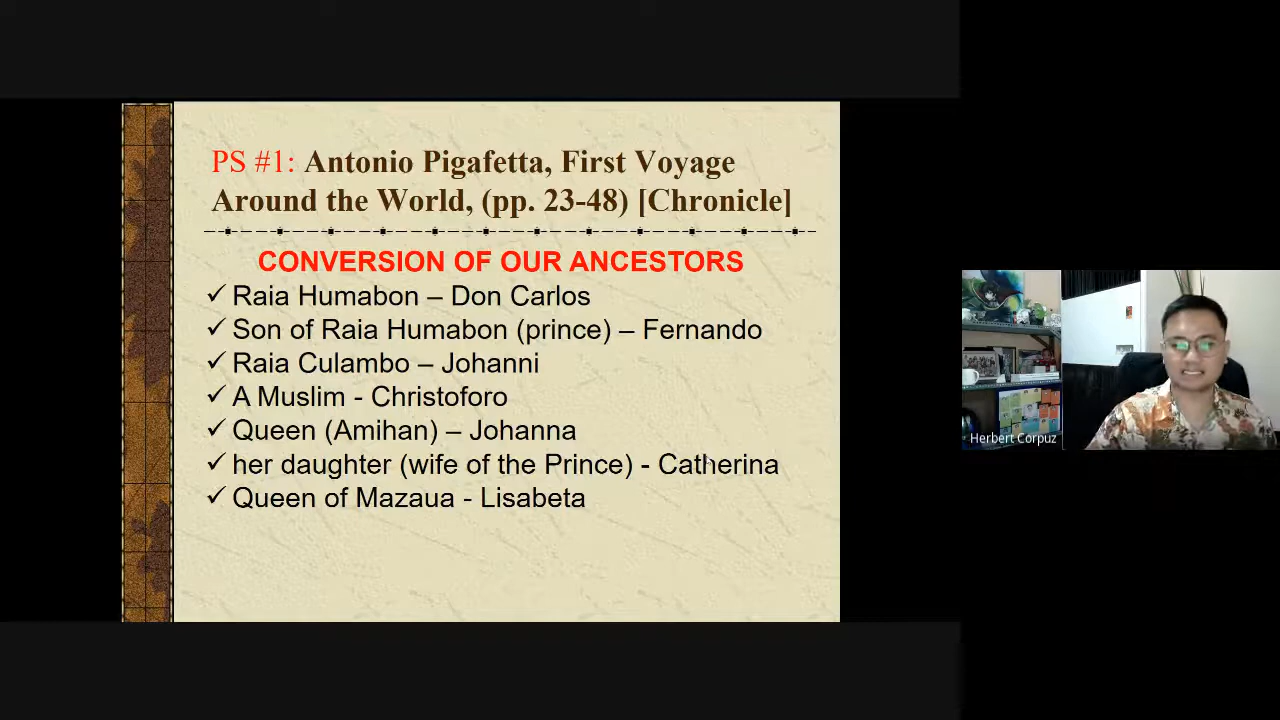 PS #1: Antonio Pigafetta, First Voyage
Around the World, (pp. 23-48) [Chronicle]
CONVERSION OF OUR ANCESTORS
✓ Raia Humabon – Don Carlos
✓ Son of Raia Humabon (prince) – Fernando
✓ Raia Culambo – Johanni
✓ A Muslim - Christoforo
✓ Queen (Amihan) – Johanna
✓ her daughter (wife of the Prince) - Catherina
✓ Queen of Mazaua - Lisabeta
Herbert Corpuz